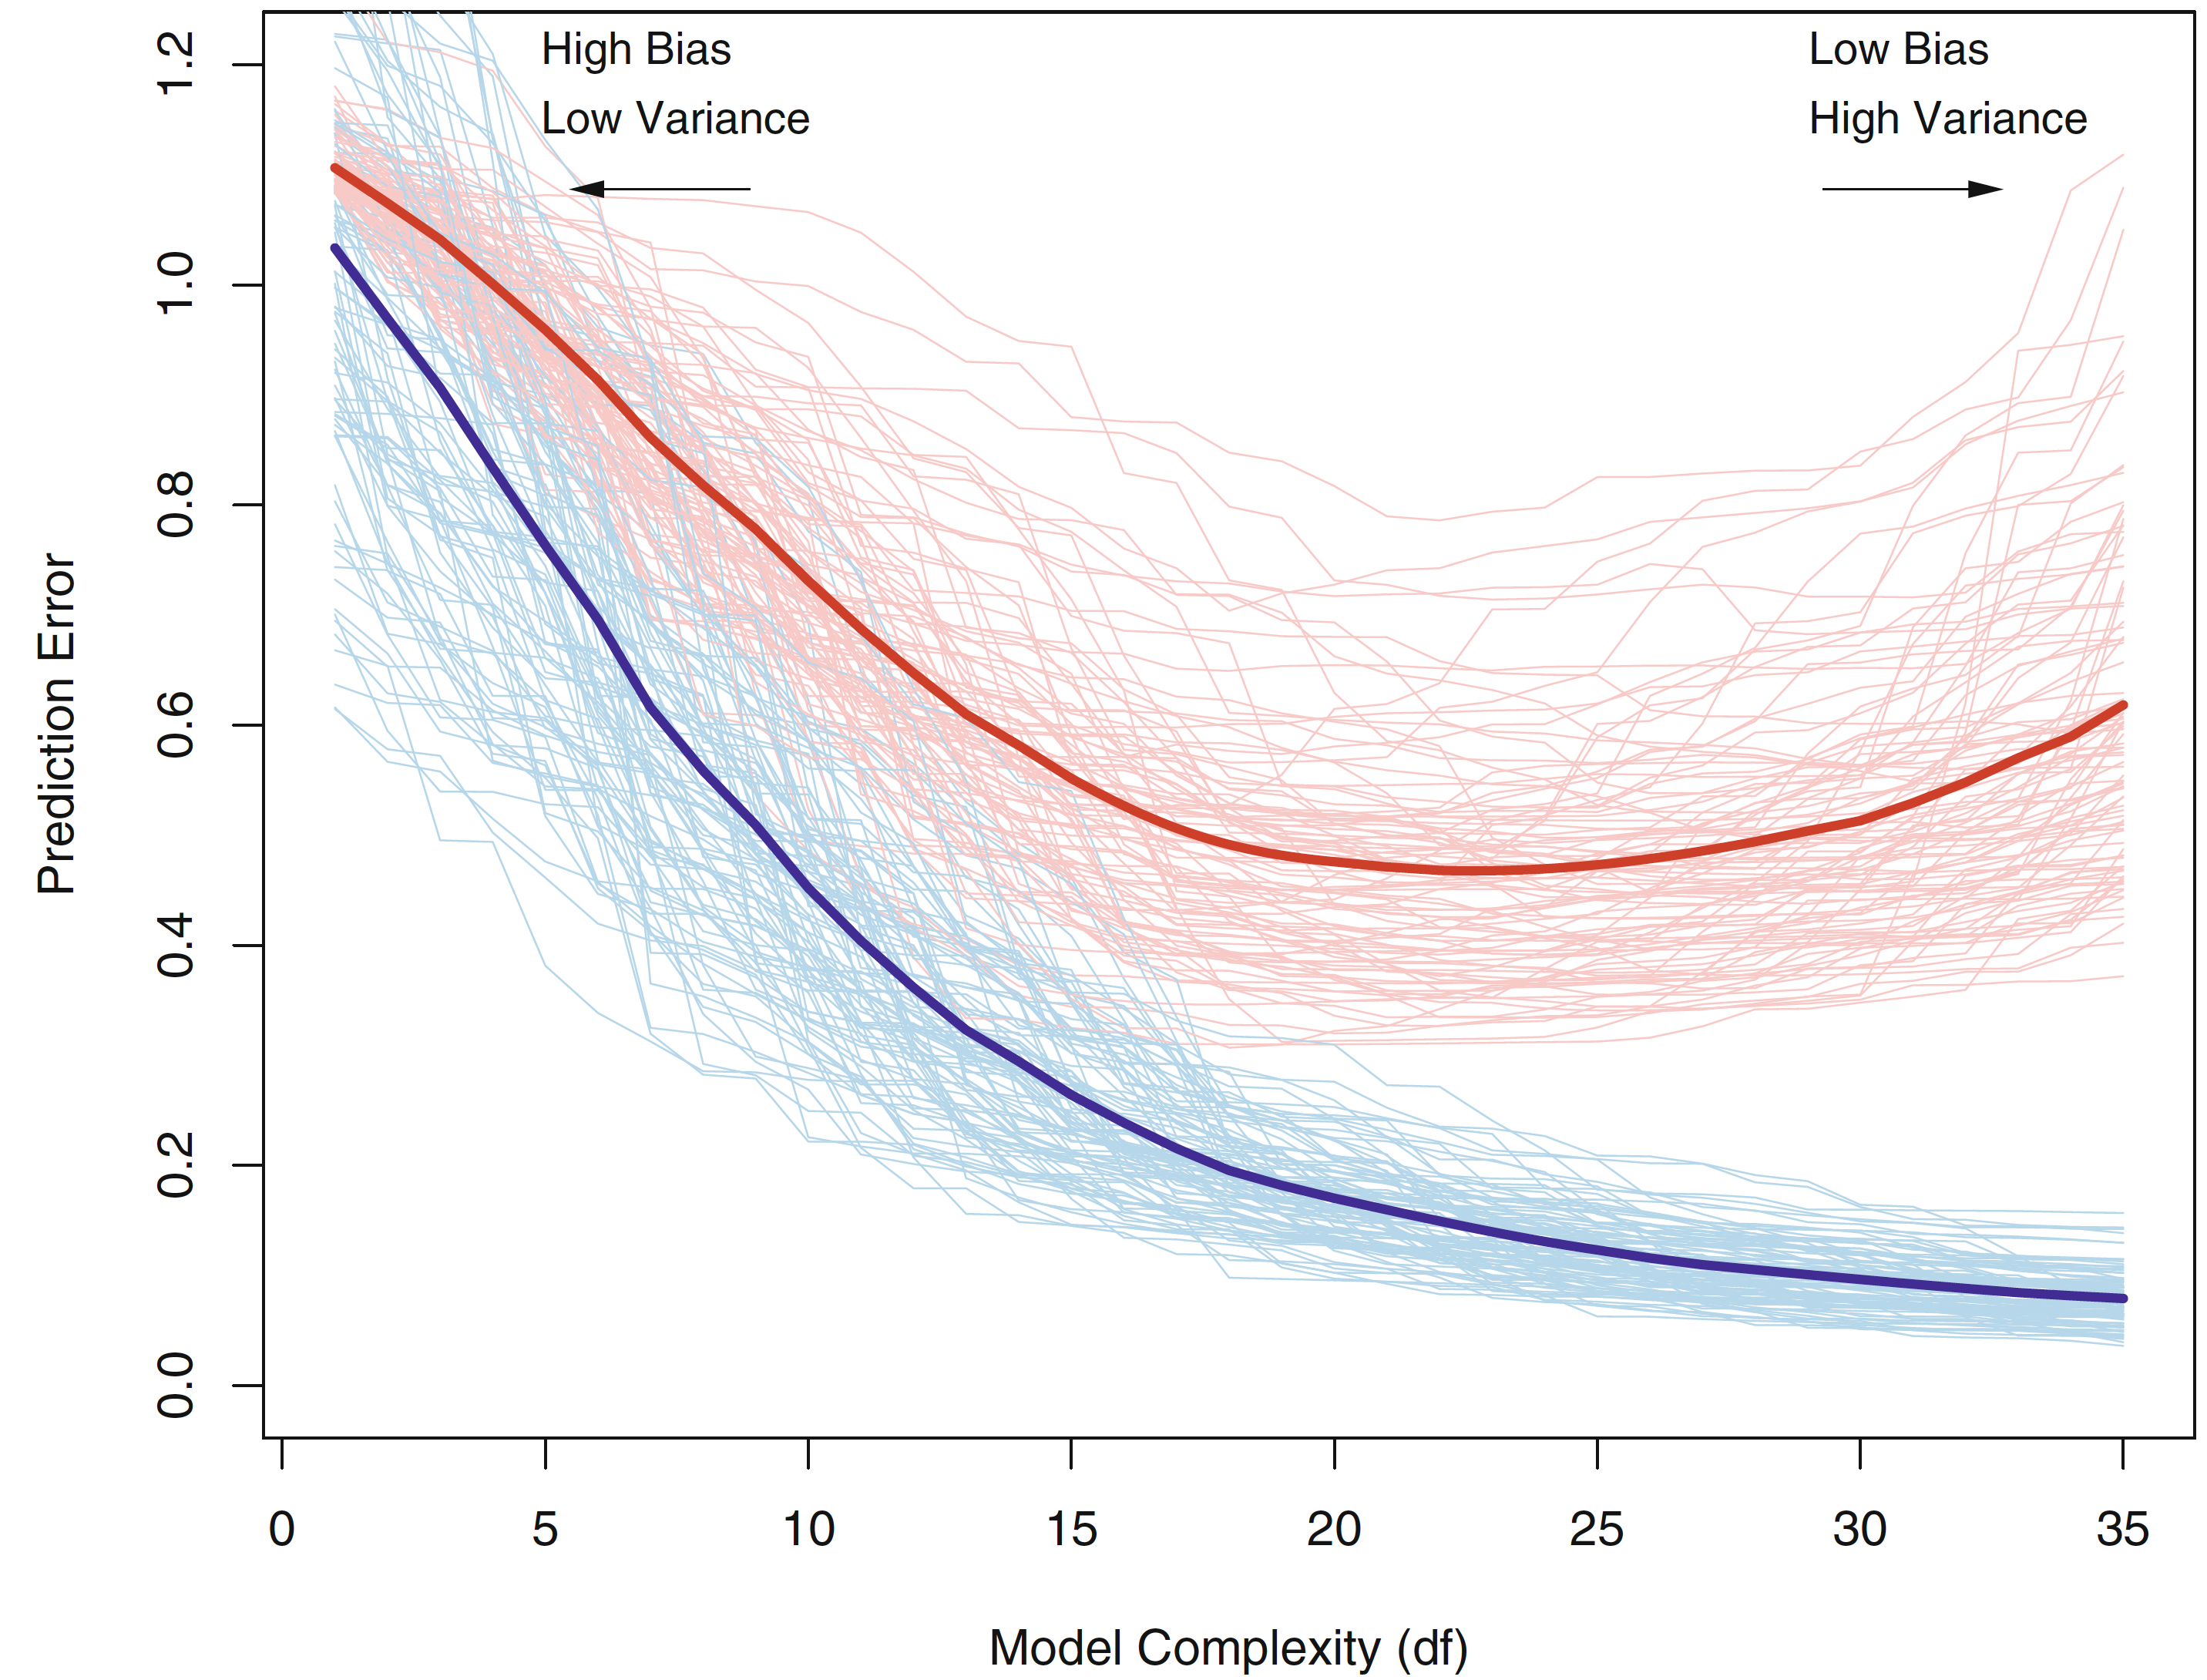 High Bias
Low Variance
Low Bias
High Variance
1.2
1.0
0.8
0.6
0.4
0.2
0.0
Prediction Error
0 5 10 15 20 25 30 35
Model Complexity (df)